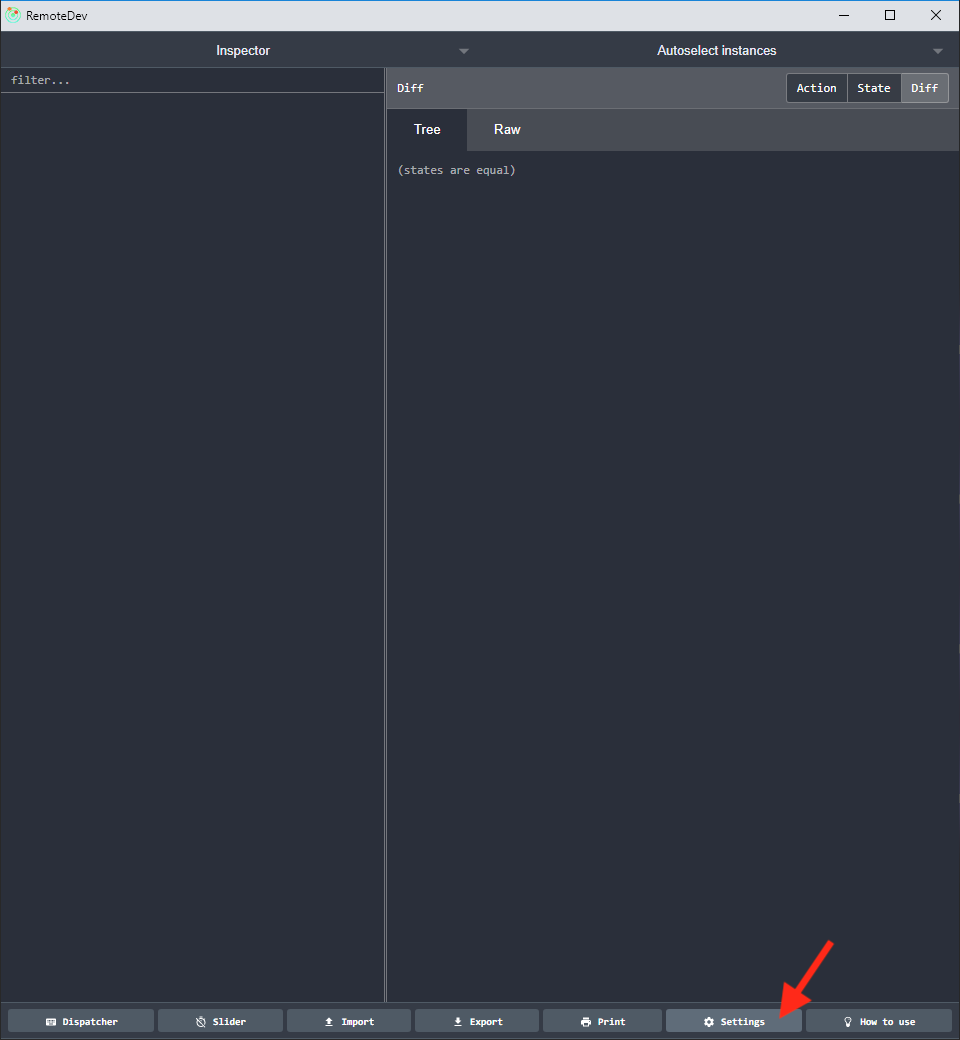 RemoteDev
Inspector
Autoselect instances
filter...
Diff
Action State Diff
Tree Raw
(states are equal)
Dispatcher Slider Import Export Print Settings How to use